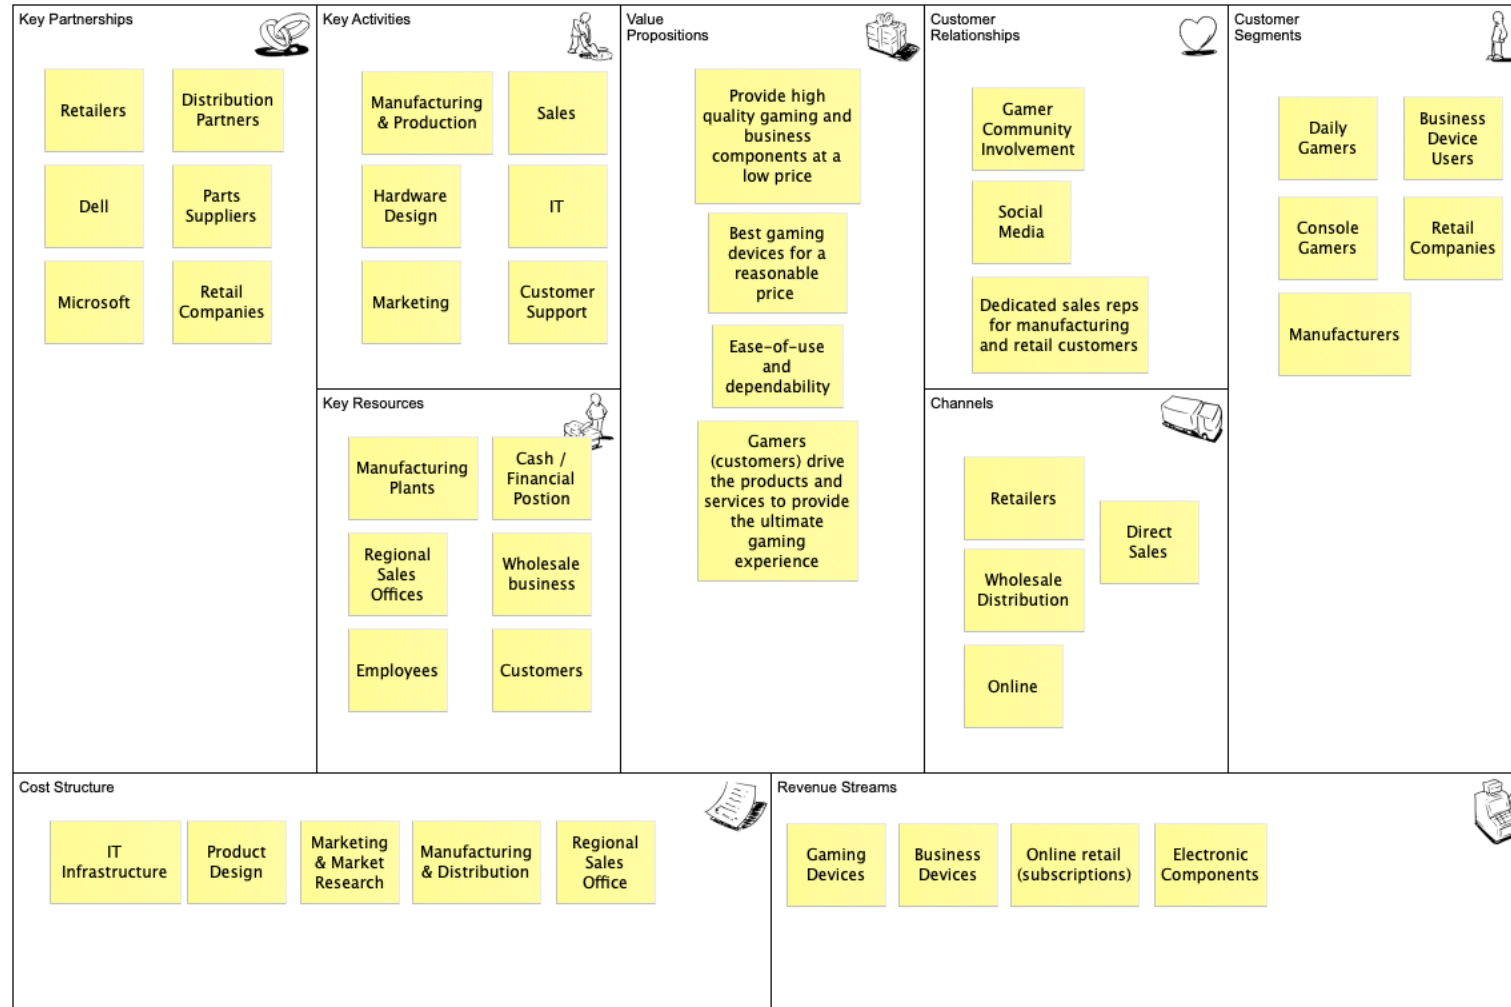 Key Partnerships
Retailers
Distribution
Partners
Dell
Parts
Suppliers
Microsoft
Retail
Companies
Key Activities
Manufacturing
& Production
Sales
Hardware
Design
IT
Marketing
Customer
Support
Key Resources
Manufacturing
Plants
Cash /
Financial
Postion
Regional
Sales
Offices
Wholesale
business
Employees
Customers
Value
Propositions
Provide high
quality gaming and
business
components at a
low price
Best gaming
devices for a
reasonable
price
Ease-of-use
and
dependability
Gamers
(customers) drive
the products and
services to provide
the ultimate
gaming
experience
Customer
Relationships
Gamer
Community
Involvement
Social
Media
Dedicated sales reps
for manufacturing
and retail customers
Channels
Retailers
Direct
Sales
Wholesale
Distribution
Online
Customer
Segments
Daily
Gamers
Business
Device
Users
Console
Gamers
Retail
Companies
Manufacturers
Cost Structure
IT
Infrastructure
Product
Design
Marketing
& Market
Research
Manufacturing
& Distribution
Regional
Sales
Office
Revenue Streams
Gaming
Devices
Business
Devices
Online retail
(subscriptions)
Electronic
Components